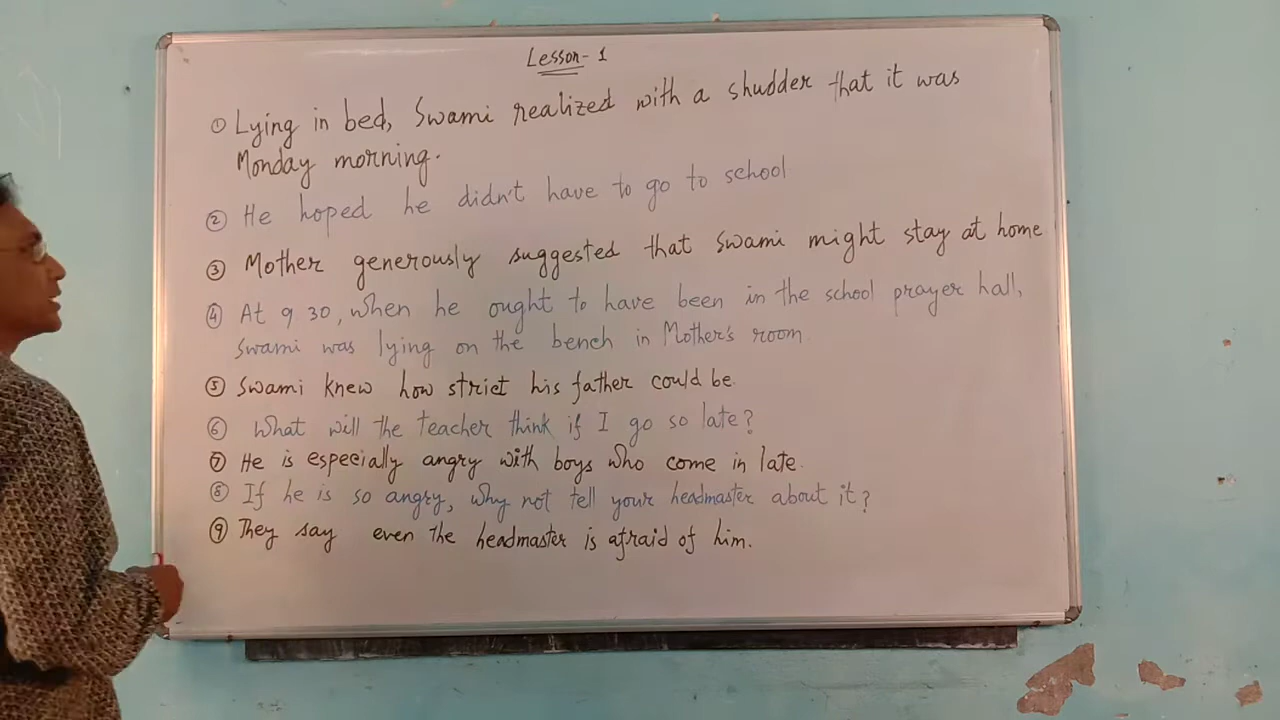 Lesson-1
① Lying in bed, Swami realized with a shudder that it was
Monday morning.
② He hoped he didn't have to go to school
③ Mother generously suggested that Swami might stay at home
④ At 9 30, when he ought to have been in the school prayer hall,
Swami was lying on the bench in Mother's room.
⑤ Swami knew how strict his father could be.
⑥ What will the teacher think if I go so late?
⑦ He is especially angry with boys who come in late.
⑧ If he is so angry, why not tell your headmaster about it?
⑨ They say even the headmaster is afraid of him.